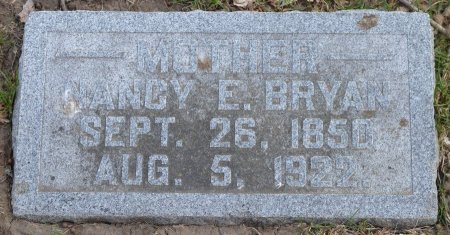 MOTHER
NANCY E. BRYAN
SEPT. 26, 1850.
AUG. 5, 1922.